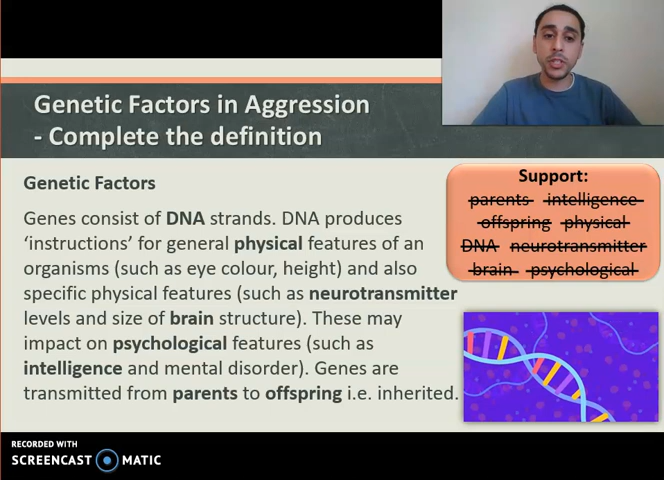 Genetic Factors in Aggression
- Complete the definition
Genetic Factors
Genes consist of DNA strands. DNA produces
‘instructions’ for general physical features of an
organisms (such as eye colour, height) and also
specific physical features (such as neurotransmitter
levels and size of brain structure). These may
impact on psychological features (such as
intelligence and mental disorder). Genes are
transmitted from parents to offspring i.e. inherited.
Support:
parents intelligence
offspring physical
DNA neurotransmitter
brain psychological
RECORDED WITH
SCREENCAST MATIC